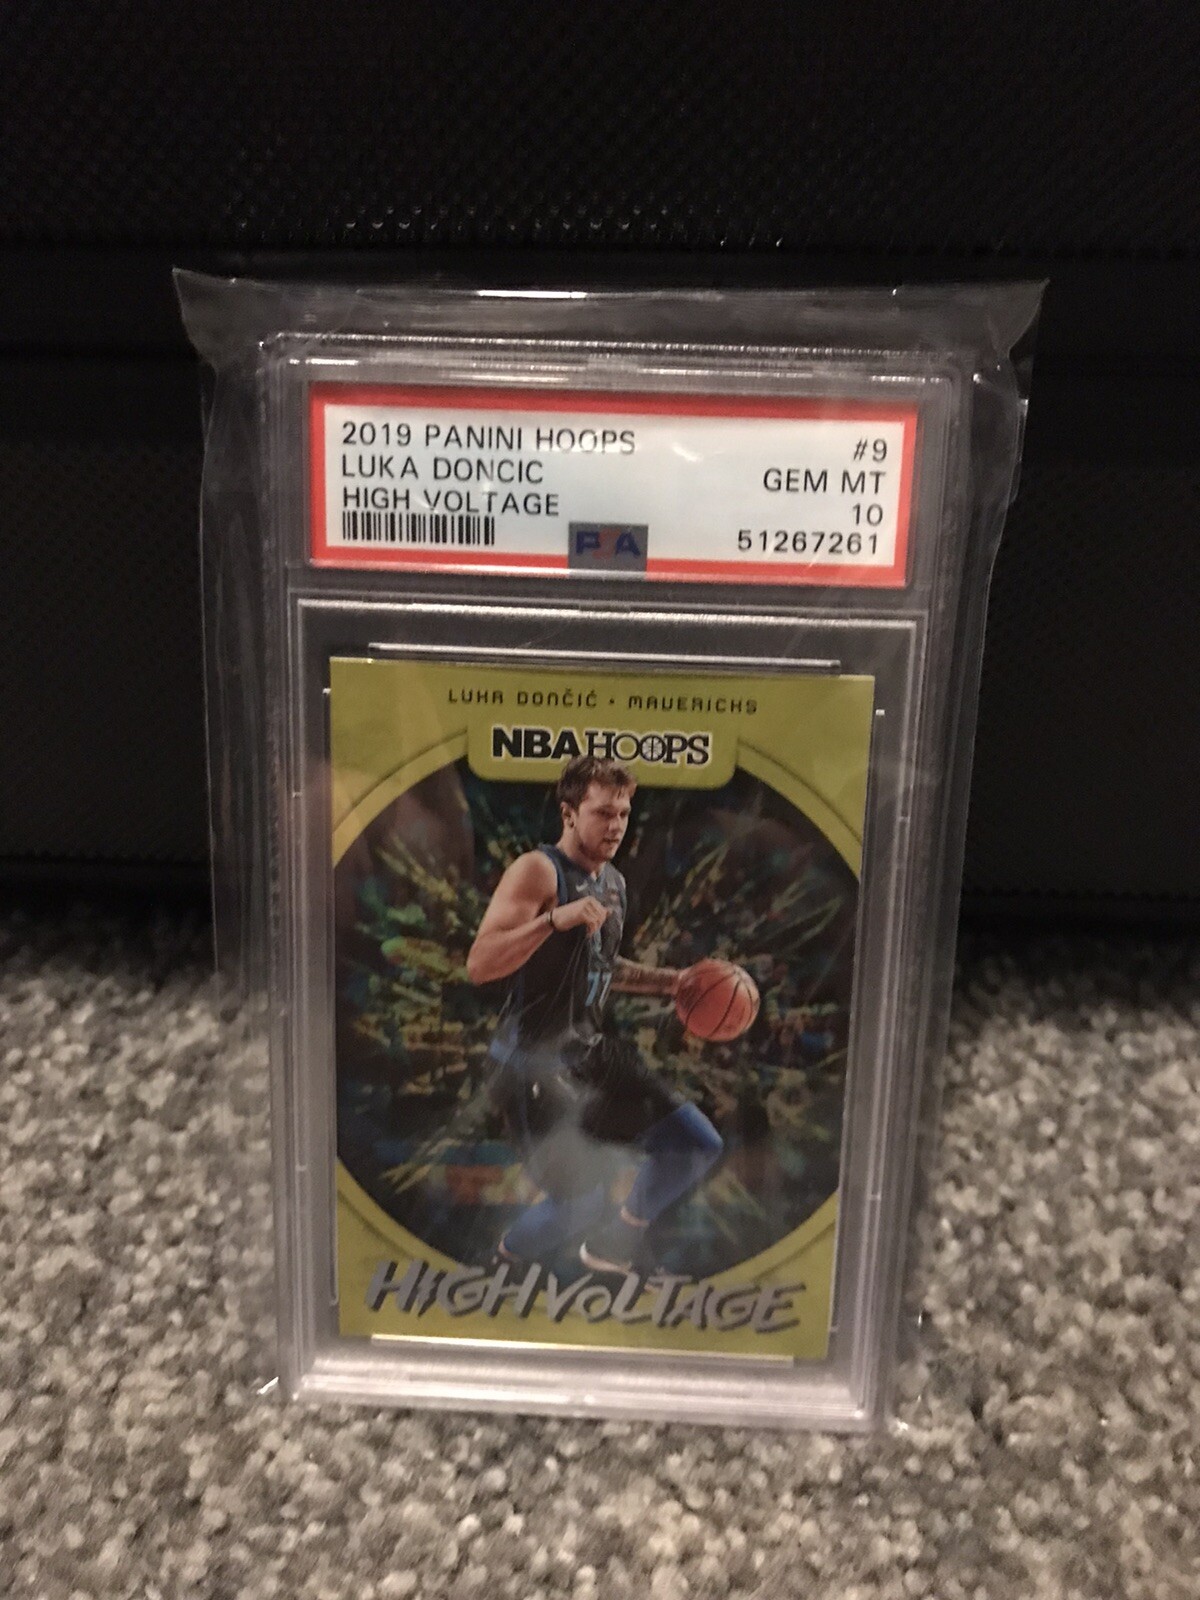 2019 PANINI HOOPS #9
LUKA DONCIC GEM MT
HIGH VOLTAGE 10
PSA 51267261
LUKA DONČIĆ • MAVERICKS
NBA HOOPS
77
HIGH VOLTAGE